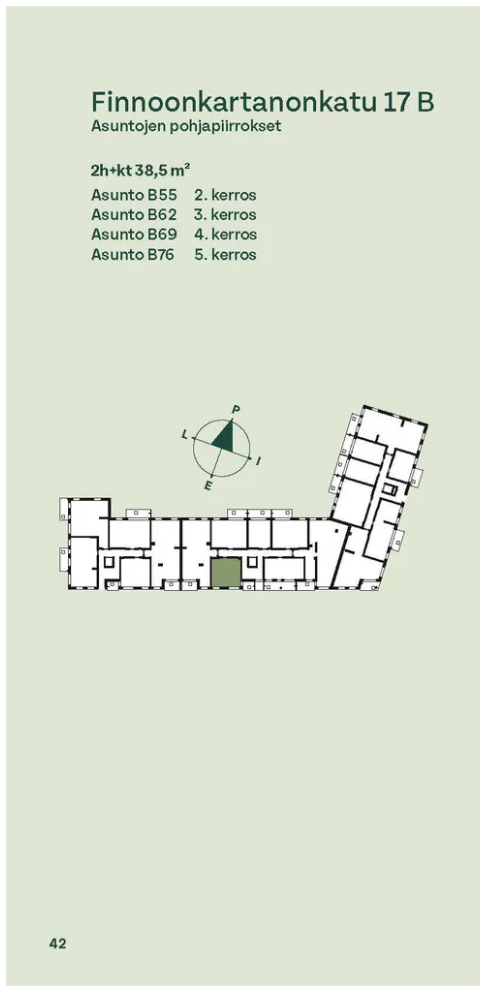 Finnoonkartanonkatu 17 B
Asuntojen pohjapiirrokset
2h+kt 38,5 m²
Asunto B55 2. kerros
Asunto B62 3. kerros
Asunto B69 4. kerros
Asunto B76 5. kerros
P
L
I
E
42